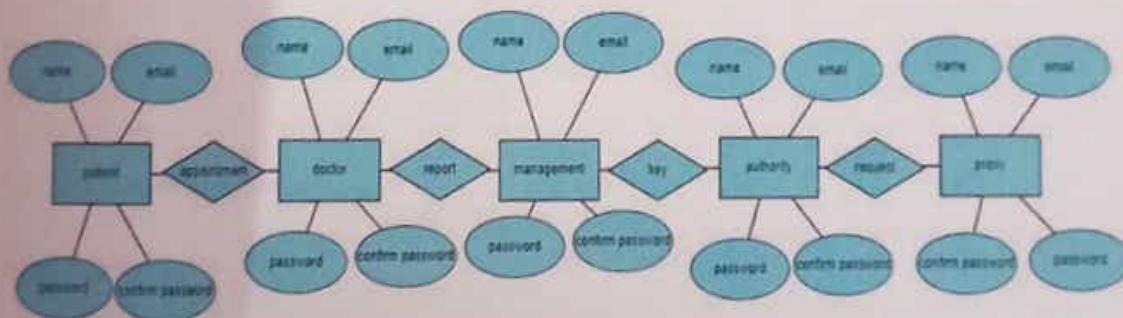 name email name email name email name email name email
patient appointment doctor report management key authority request proxy
password confirm password password confirm password password confirm password password confirm password confirm password password